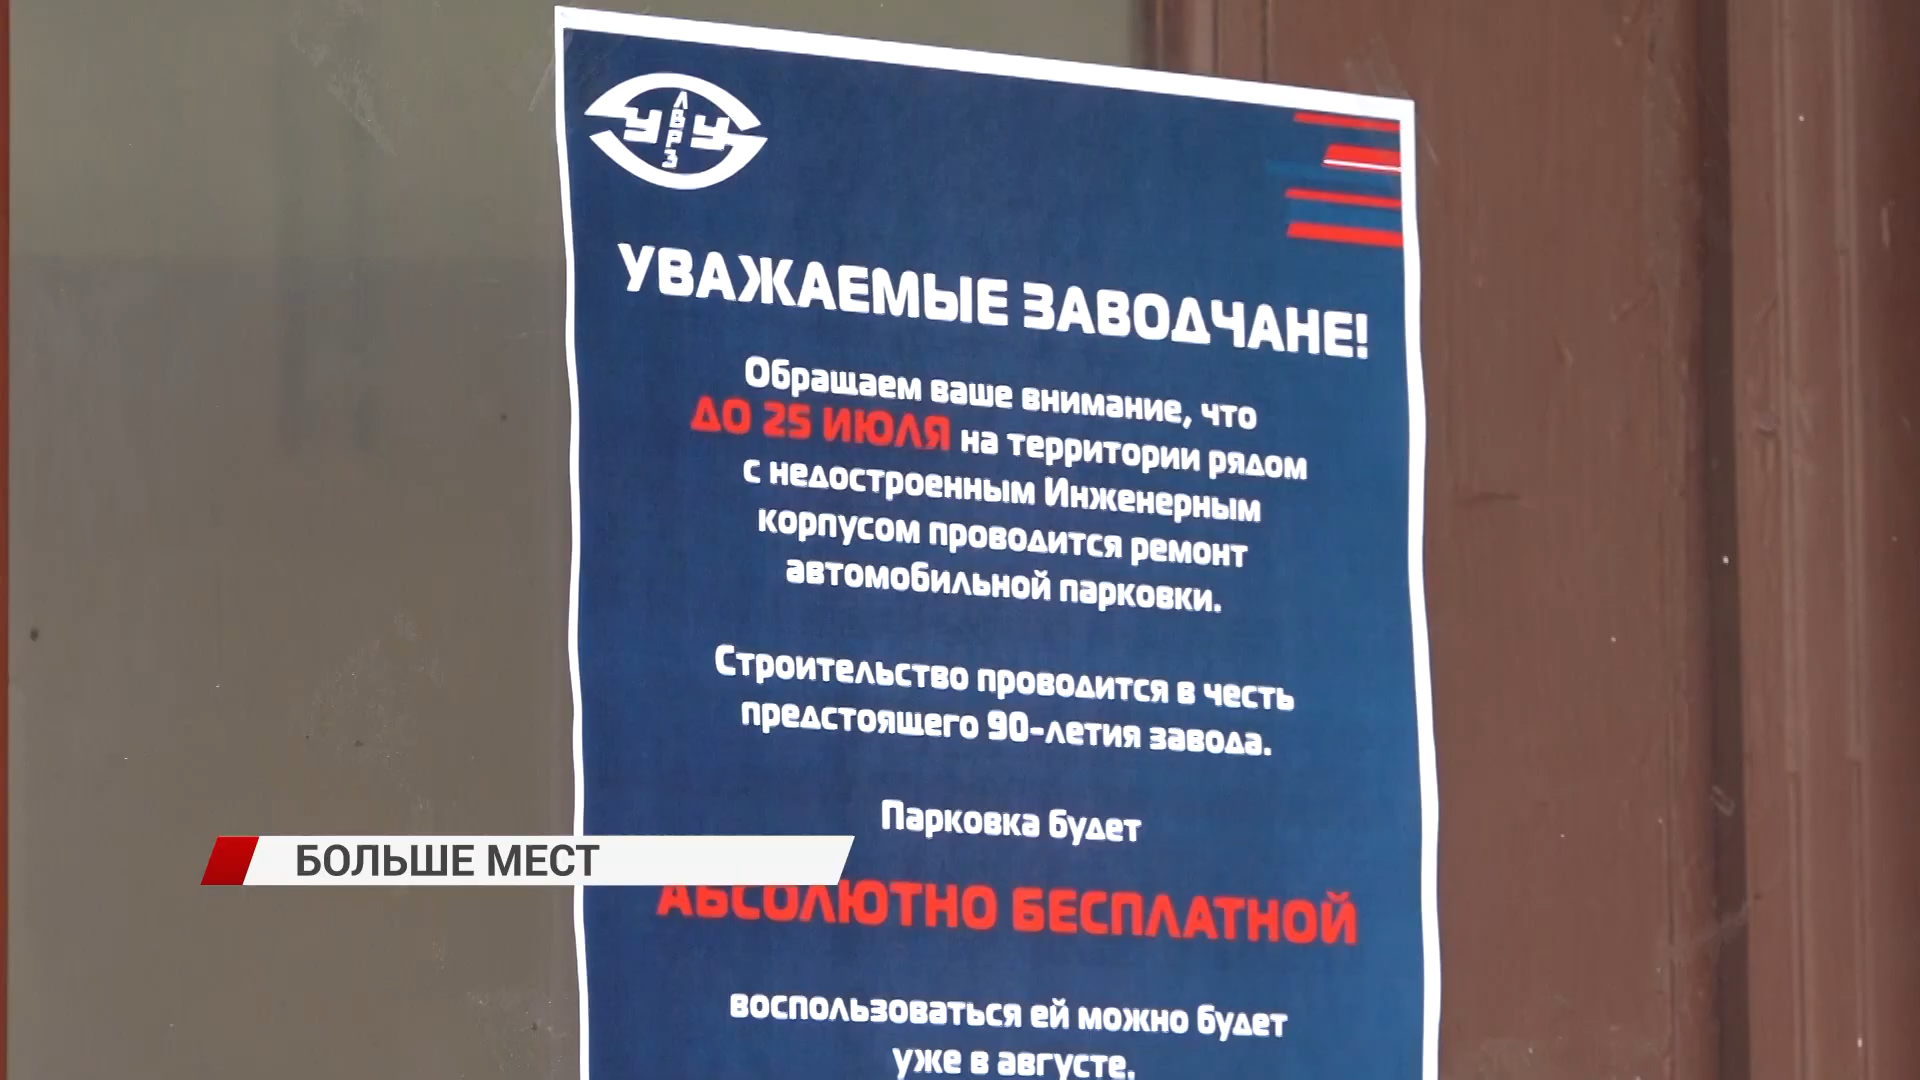 У ЛВРЗ У
УВАЖАЕМЫЕ ЗАВОДЧАНЕ!
Обращаем ваше внимание, что
ДО 25 ИЮЛЯ на территории рядом
с недостроенным Инженерным
корпусом проводится ремонт
автомобильной парковки.
Строительство проводится в честь
предстоящего 90-летия завода.
Парковка будет
БОЛЬШЕ МЕСТ
АБСОЛЮТНО БЕСПЛАТНОЙ
воспользоваться ей можно будет
уже в августе.